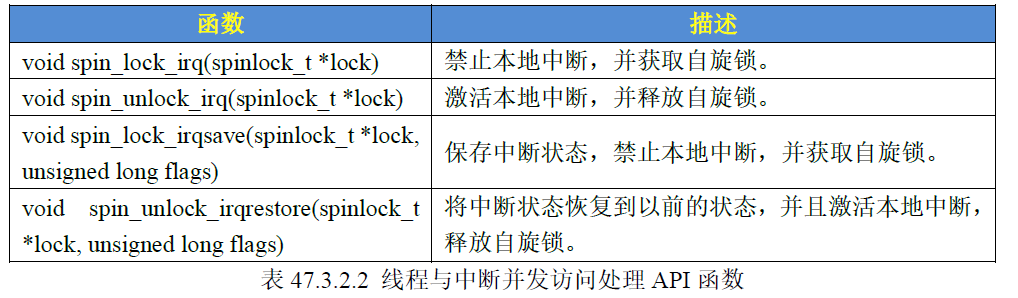 函数
描述
void spin_lock_irq(spinlock_t *lock)
禁止本地中断，并获取自旋锁。
void spin_unlock_irq(spinlock_t *lock)
激活本地中断，并释放自旋锁。
void spin_lock_irqsave(spinlock_t *lock,
unsigned long flags)
保存中断状态，禁止本地中断，并获取自旋锁。
void spin_unlock_irqrestore(spinlock_t
*lock, unsigned long flags)
将中断状态恢复到以前的状态，并且激活本地中断，
释放自旋锁。
表 47.3.2.2 线程与中断并发访问处理 API 函数